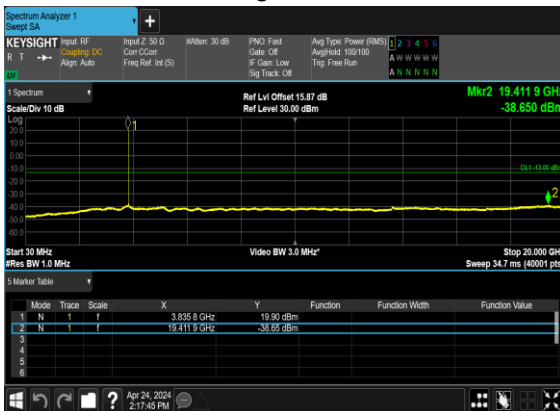 Spectrum Analyzer 1
Swept SA
+
KEYSIGHT Input: RF
R T Coupling: DC
Align: Auto
LV
Input Z: 50 Ω
Corr CCorr
Freq Ref: Int (S)
#Atten: 30 dB
PNO: Fast
Gate: Off
IF Gain: Low
Sig Track: Off
Avg Type: Power (RMS)
Avg|Hold: 100/100
Trig: Free Run
1 2 3 4 5 6
A W W W W W
A N N N N N
1 Spectrum
Scale/Div 10 dB
Ref Lvl Offset 15.87 dB
Ref Level 30.00 dBm
Mkr2 19.411 9 GHz
-38.650 dBm
Log
20.0
10.0
0.00
-10.0
-20.0
-30.0
-40.0
-50.0
-60.0
1
DL1 -13.00 dBm
2
Start 30 MHz
#Res BW 1.0 MHz
Video BW 3.0 MHz*
Stop 20.000 GHz
Sweep 34.7 ms (40001 pts)
5 Marker Table
Mode Trace Scale X Y Function Function Width Function Value
1 N 1 f 3.835 8 GHz 19.90 dBm
2 N 1 f 19.411 9 GHz -38.65 dBm
3
4
5
6
?
Apr 24, 2024
2:17:45 PM